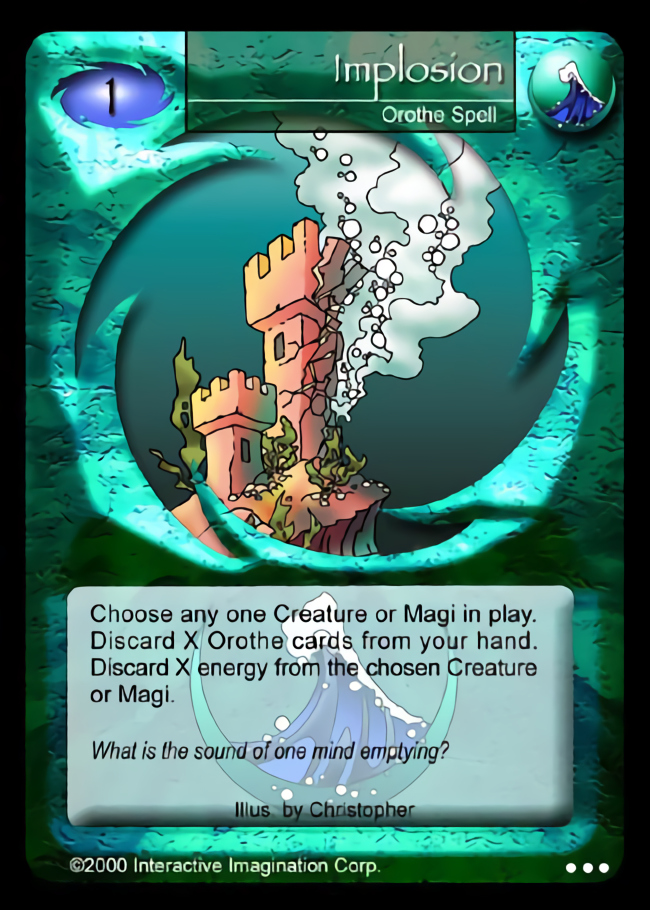 1
Implosion
Orothe Spell
Choose any one Creature or Magi in play.
Discard X Orothe cards from your hand.
Discard X energy from the chosen Creature
or Magi.
What is the sound of one mind emptying?
Illus. by Christopher
©2000 Interactive Imagination Corp.